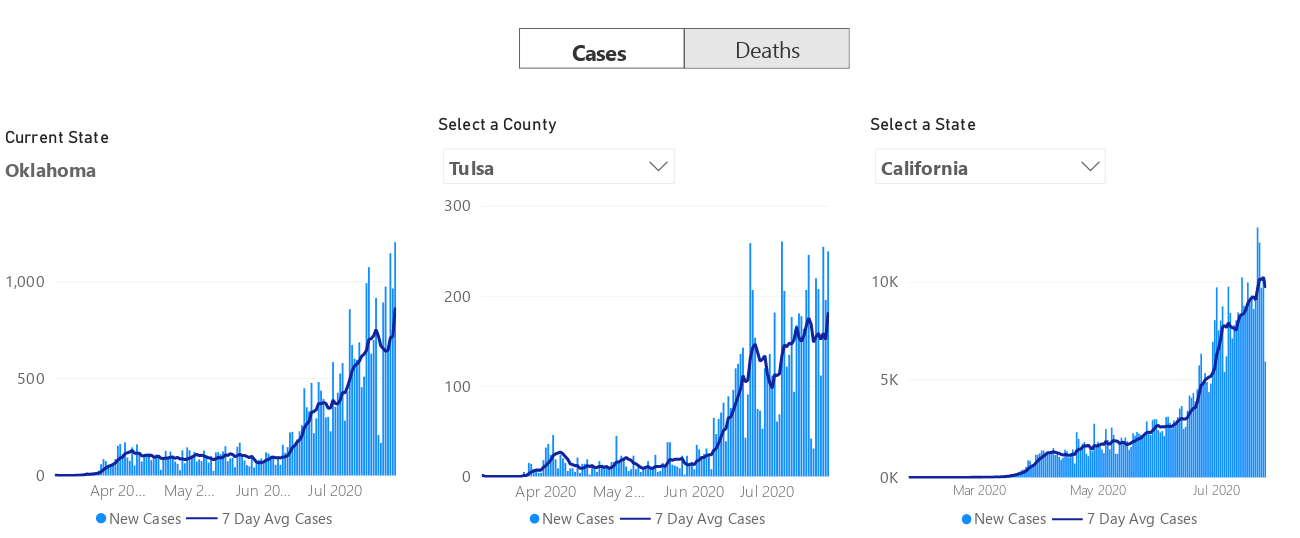 Cases
Deaths
Current State
Oklahoma
1,000
500
0
Apr 20... May 2... Jun 20... Jul 2020
New Cases 7 Day Avg Cases
Select a County
Tulsa
300
200
100
0
Apr 2020 May 2... Jun 2020 Jul 2020
New Cases 7 Day Avg Cases
Select a State
California
10K
5K
0K
Mar 2020 May 2020 Jul 2020
New Cases 7 Day Avg Cases